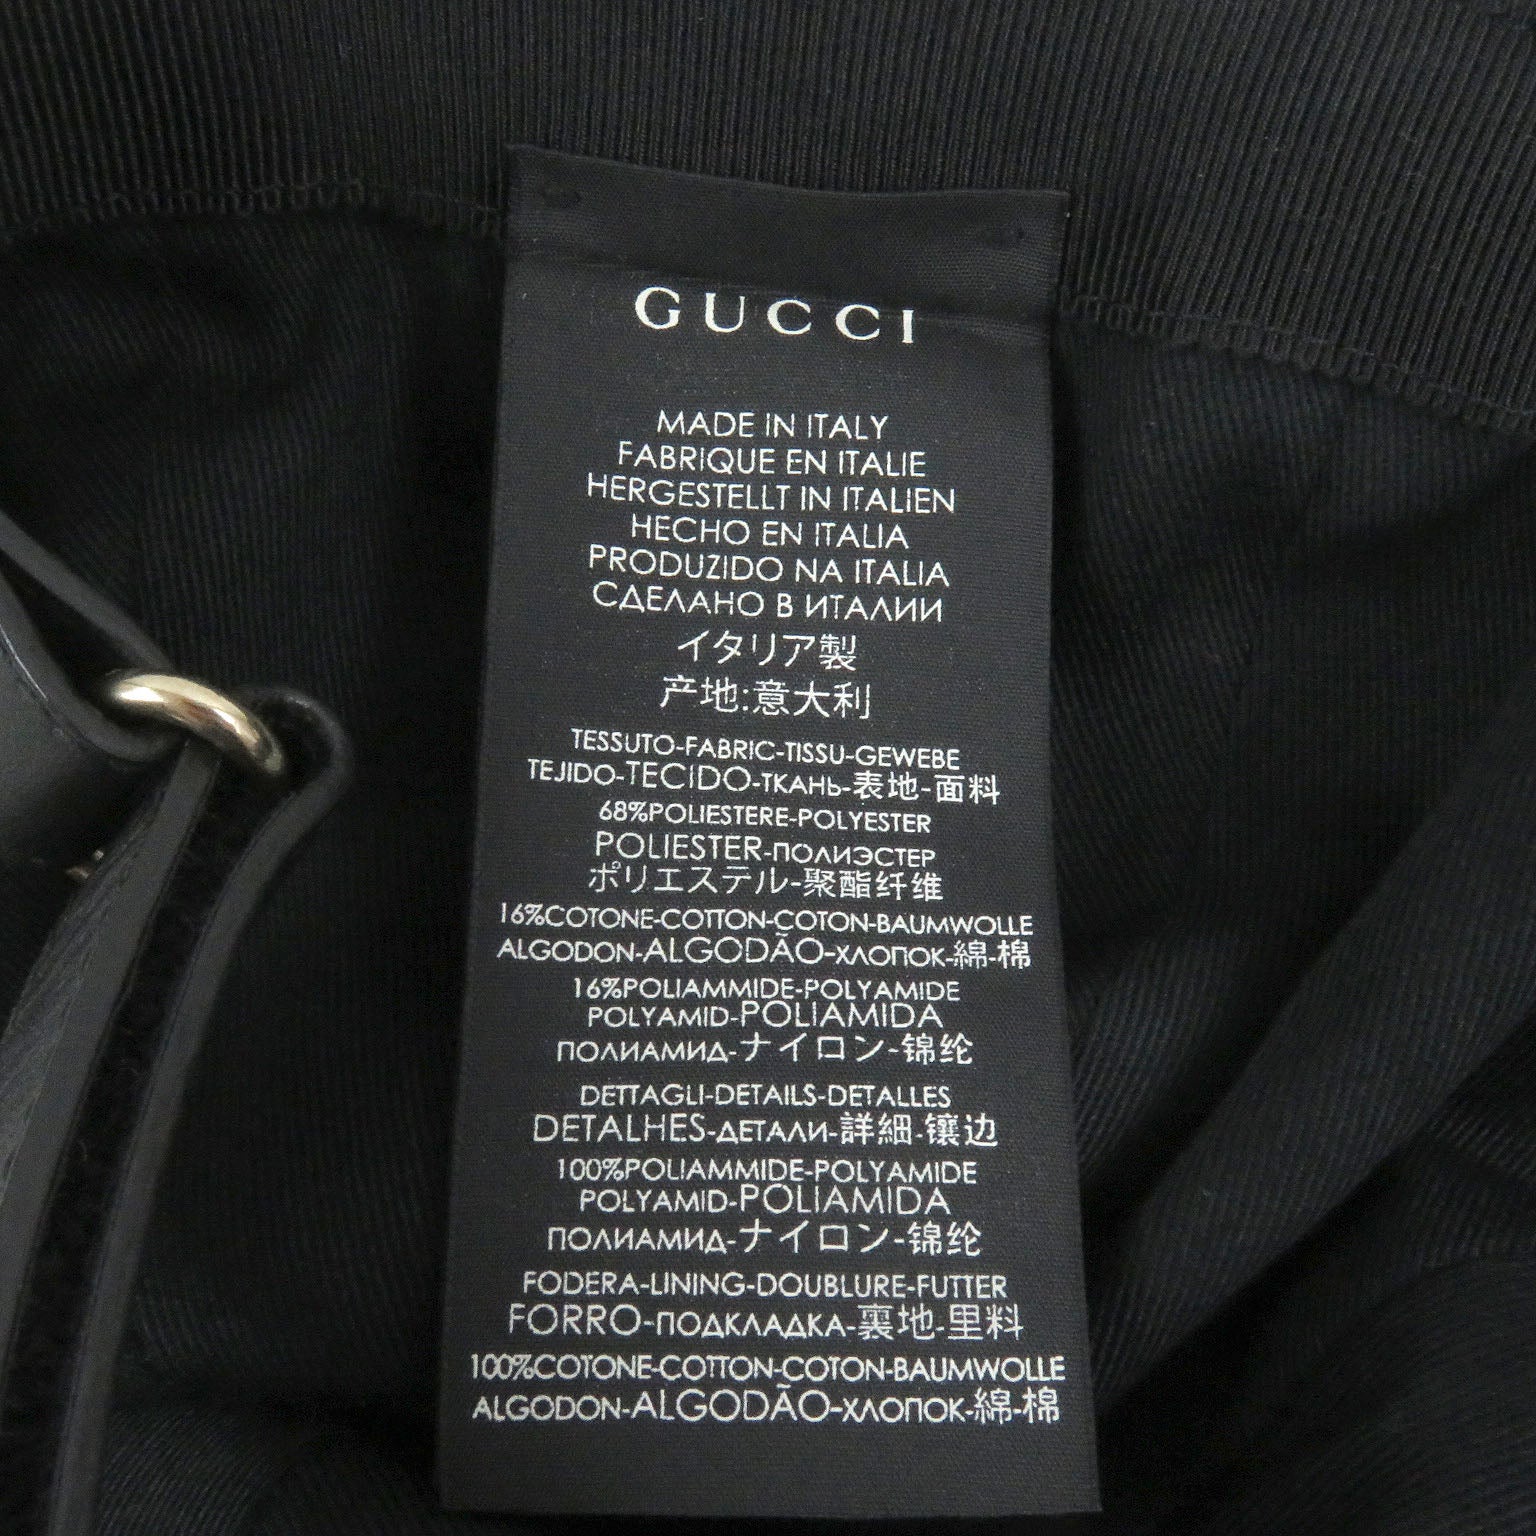 GUCCI
MADE IN ITALY
FABRIQUE EN ITALIE
HERGESTELLT IN ITALIEN
HECHO EN ITALIA
PRODUZIDO NA ITALIA
СДЕЛАНО В ИТАЛИИ
イタリア製
产地:意大利
TESSUTO-FABRIC-TISSU-GEWEBE
TEJIDO-TECIDO-ТКАНЬ-表地-面料
68%POLIESTERE-POLYESTER
POLIESTER-ПОЛИЭСТЕР
ポリエステル-聚酯纤维
16%COTONE-COTTON-COTON-BAUMWOLLE
ALGODON-ALGODÃO-ХЛОПОК-綿-棉
16%POLIAMMIDE-POLYAMIDE
POLYAMID-POLIAMIDA
ПОЛИАМИД-ナイロン-锦纶
DETTAGLI-DETAILS-DETALLES
DETALHES-ДЕТАЛИ-詳細-镶边
100%POLIAMMIDE-POLYAMIDE
POLYAMID-POLIAMIDA
ПОЛИАМИД-ナイロン-锦纶
FODERA-LINING-DOUBLURE-FUTTER
FORRO-ПОДКЛАДКА-裏地-里料
100%COTONE-COTTON-COTON-BAUMWOLLE
ALGODON-ALGODÃO-ХЛОПОК-綿-棉